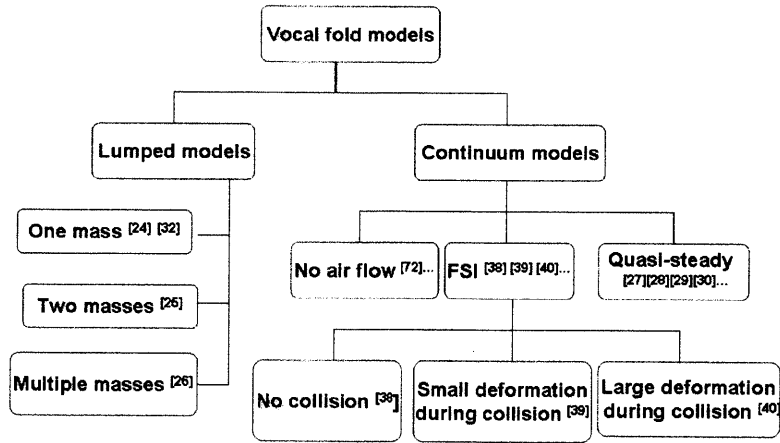 Vocal fold models
Lumped models
Continuum models
One mass [24] [32]
Two masses [26]
Multiple masses [26]
No air flow [72]...
FSI [38] [39] [40]...
Quasi-steady
[27][28][29][30]...
No collision [38]
Small deformation
during collision [39]
Large deformation
during collision [40]